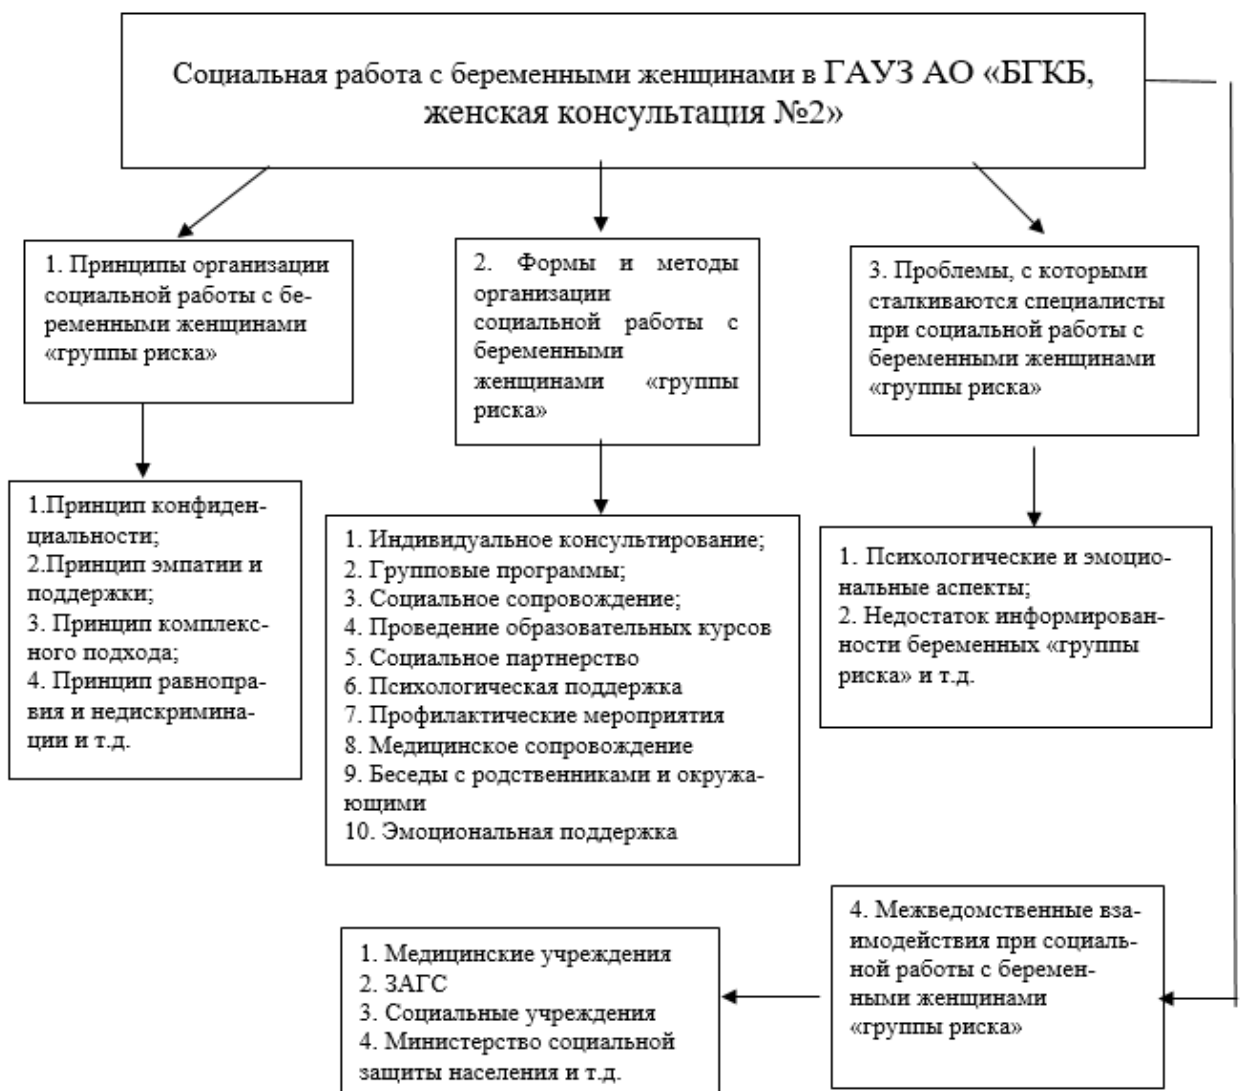 Социальная работа с беременными женщинами в ГАУЗ АО «БГКБ,
женская консультация №2»
1. Принципы организации
социальной работы с бе-
ременными женщинами
«группы риска»
2. Формы и методы
организации
социальной работы с
беременными
женщинами «группы
риска»
3. Проблемы, с которыми
сталкиваются специалисты
при социальной работы с
беременными женщинами
«группы риска»
1.Принцип конфиден-
циальности;
2.Принцип эмпатии и
поддержки;
3. Принцип комплекс-
ного подхода;
4. Принцип равнопра-
вия и недискримина-
ции и т.д.
1. Индивидуальное консультирование;
2. Групповые программы;
3. Социальное сопровождение;
4. Проведение образовательных курсов
5. Социальное партнерство
6. Психологическая поддержка
7. Профилактические мероприятия
8. Медицинское сопровождение
9. Беседы с родственниками и окружа-
ющими
10. Эмоциональная поддержка
1. Психологические и эмоцио-
нальные аспекты;
2. Недостаток информирован-
ности беременных «группы
риска» и т.д.
4. Межведомственные вза-
имодействия при социаль-
ной работы с беремен-
ными женщинами
«группы риска»
1. Медицинские учреждения
2. ЗАГС
3. Социальные учреждения
4. Министерство социальной
защиты населения и т.д.